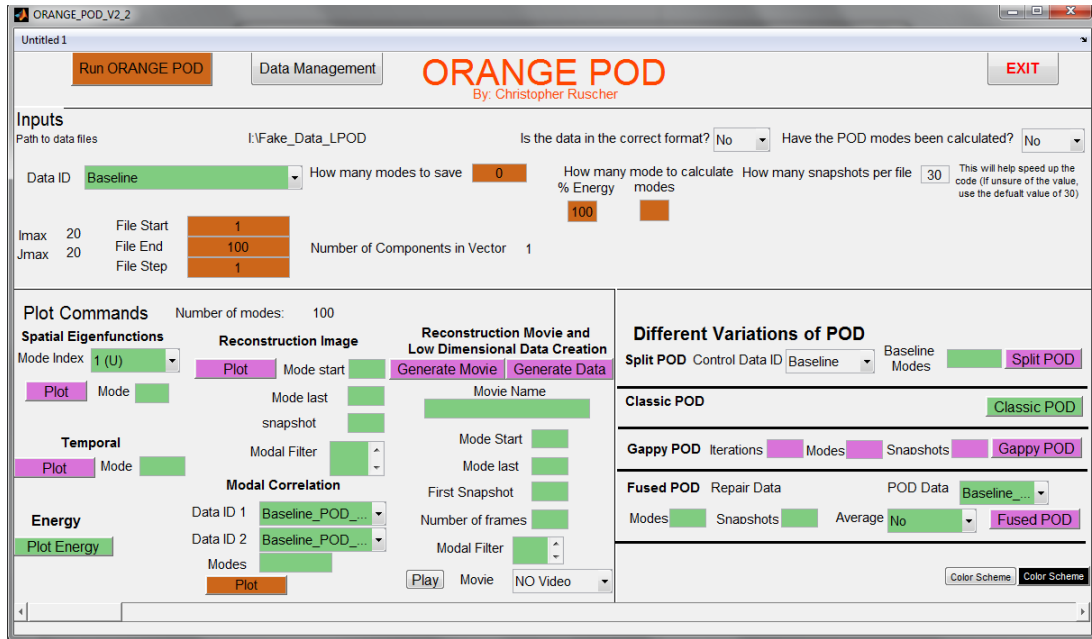 ORANGE_POD_V2_2
Untitled 1
Run ORANGE POD
Data Management
ORANGE POD
By: Christopher Ruscher
EXIT
Inputs
Path to data files
I:\Fake_Data_LPOD
Is the data in the correct format? No
Have the POD modes been calculated? No
Data ID Baseline
How many modes to save 0
How many mode to calculate
% Energy modes
100
How many snapshots per file 30
This will help speed up the
code (If unsure of the value,
use the defualt value of 30)
Imax 20
Jmax 20
File Start 1
File End 100
File Step 1
Number of Components in Vector 1
Plot Commands
Number of modes: 100
Spatial Eigenfunctions
Mode Index 1 (U)
Plot Mode
Temporal
Plot Mode
Energy
Plot Energy
Reconstruction Image
Plot Mode start
Mode last
snapshot
Modal Filter
Modal Correlation
Data ID 1 Baseline_POD_...
Data ID 2 Baseline_POD_...
Modes
Plot
Reconstruction Movie and
Low Dimensional Data Creation
Generate Movie Generate Data
Movie Name
Mode Start
Mode last
First Snapshot
Number of frames
Modal Filter
Play Movie NO Video
Different Variations of POD
Split POD Control Data ID Baseline
Baseline
Modes
Split POD
Classic POD
Classic POD
Gappy POD Iterations Modes Snapshots Gappy POD
Fused POD Repair Data POD Data Baseline_...
Modes Snapshots Average No Fused POD
Color Scheme Color Scheme